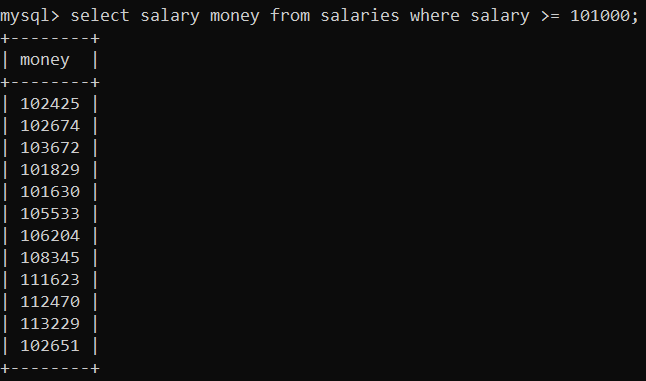 mysql> select salary money from salaries where salary >= 101000;
+--------+
| money  |
+--------+
| 102425 |
| 102674 |
| 103672 |
| 101829 |
| 101630 |
| 105533 |
| 106204 |
| 108345 |
| 111623 |
| 112470 |
| 113229 |
| 102651 |
+--------+